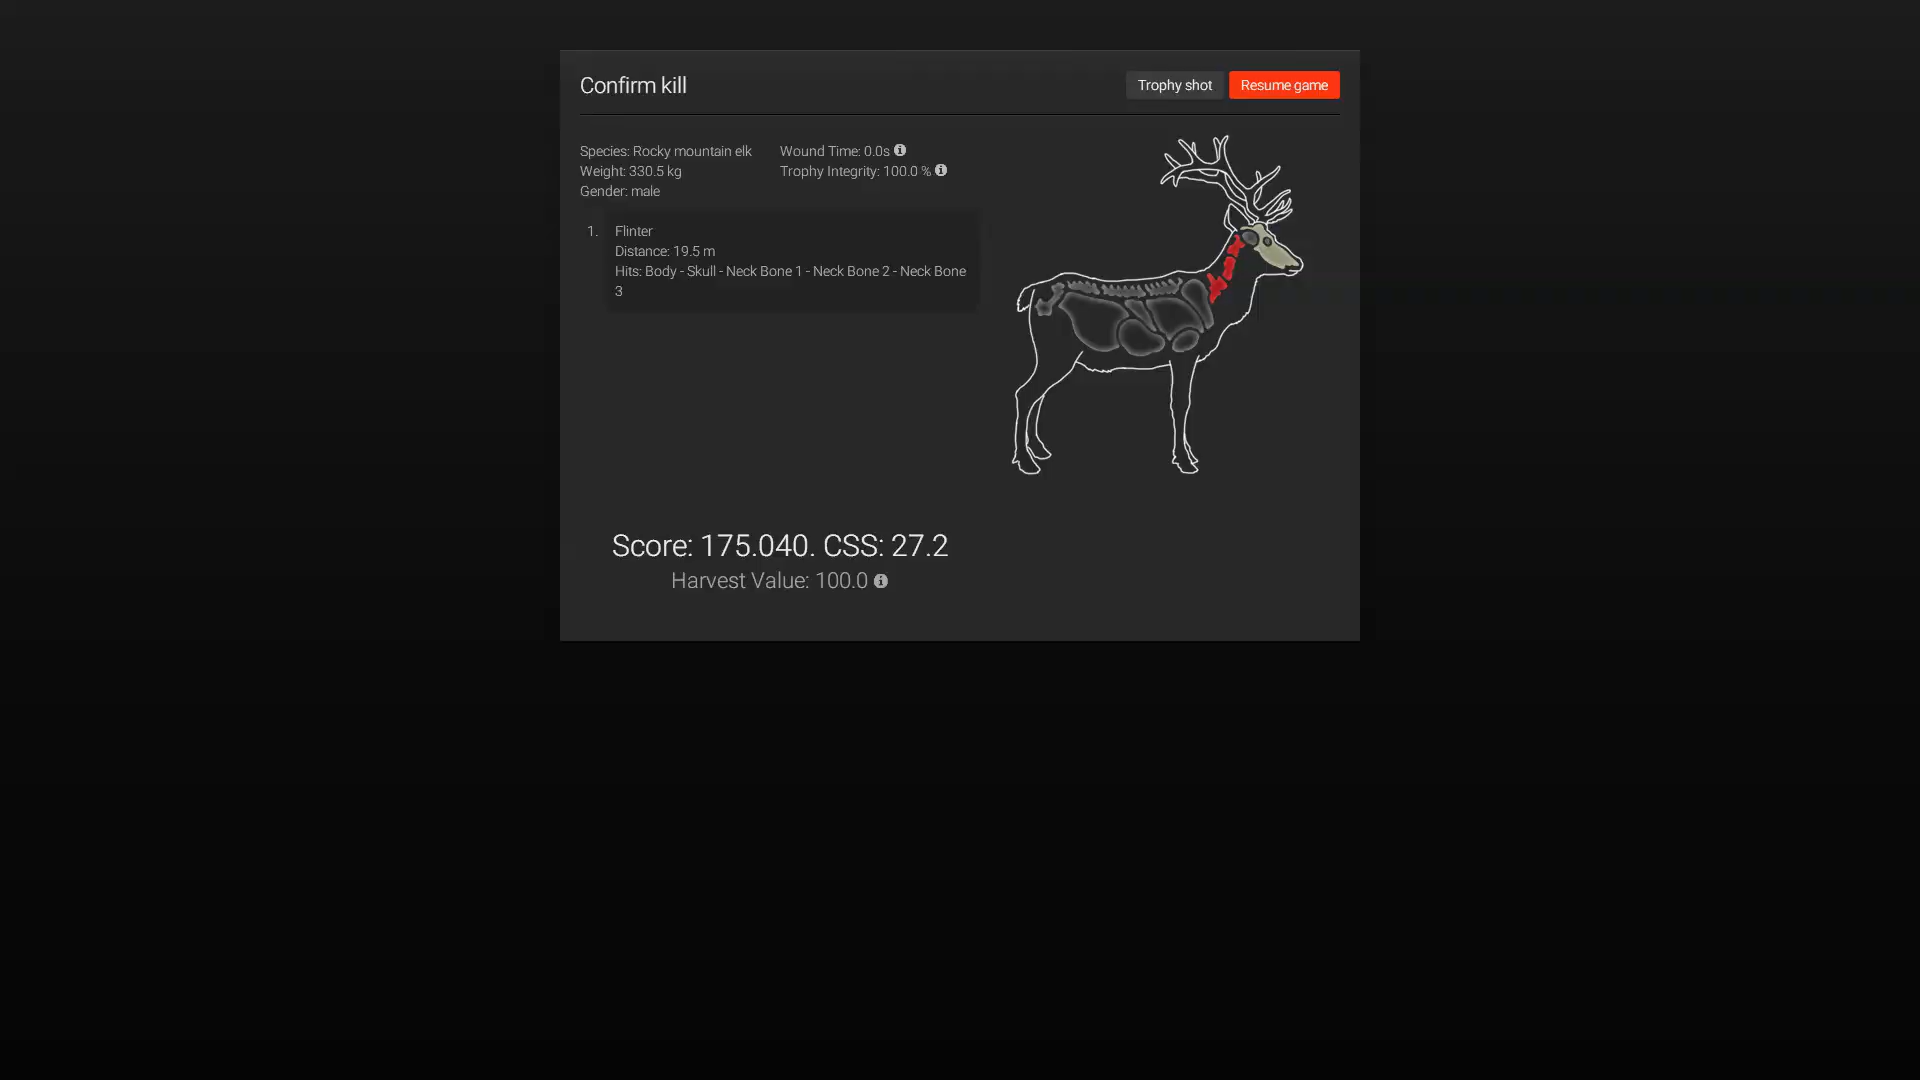 Confirm kill
Trophy shot
Resume game
Species: Rocky mountain elk
Weight: 330.5 kg
Gender: male
Wound Time: 0.0s
Trophy Integrity: 100.0 %
1.
Flinter
Distance: 19.5 m
Hits: Body - Skull - Neck Bone 1 - Neck Bone 2 - Neck Bone
3
Score: 175.040. CSS: 27.2
Harvest Value: 100.0